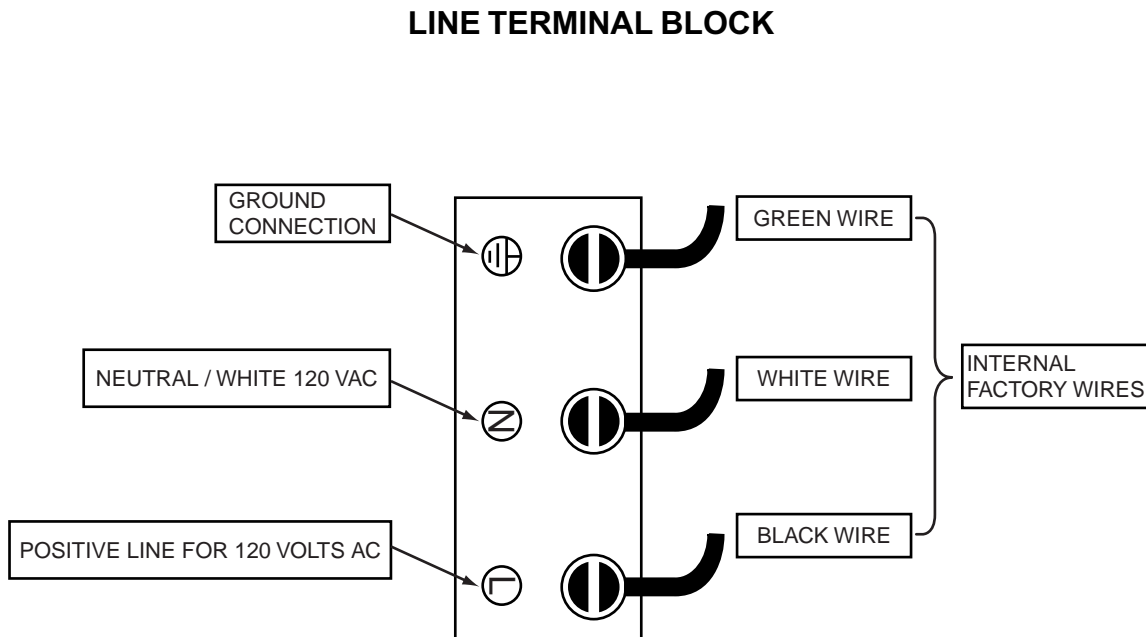 LINE TERMINAL BLOCK
GROUND
CONNECTION
GREEN WIRE
NEUTRAL / WHITE 120 VAC
N
WHITE WIRE
INTERNAL
FACTORY WIRES
POSITIVE LINE FOR 120 VOLTS AC
L
BLACK WIRE